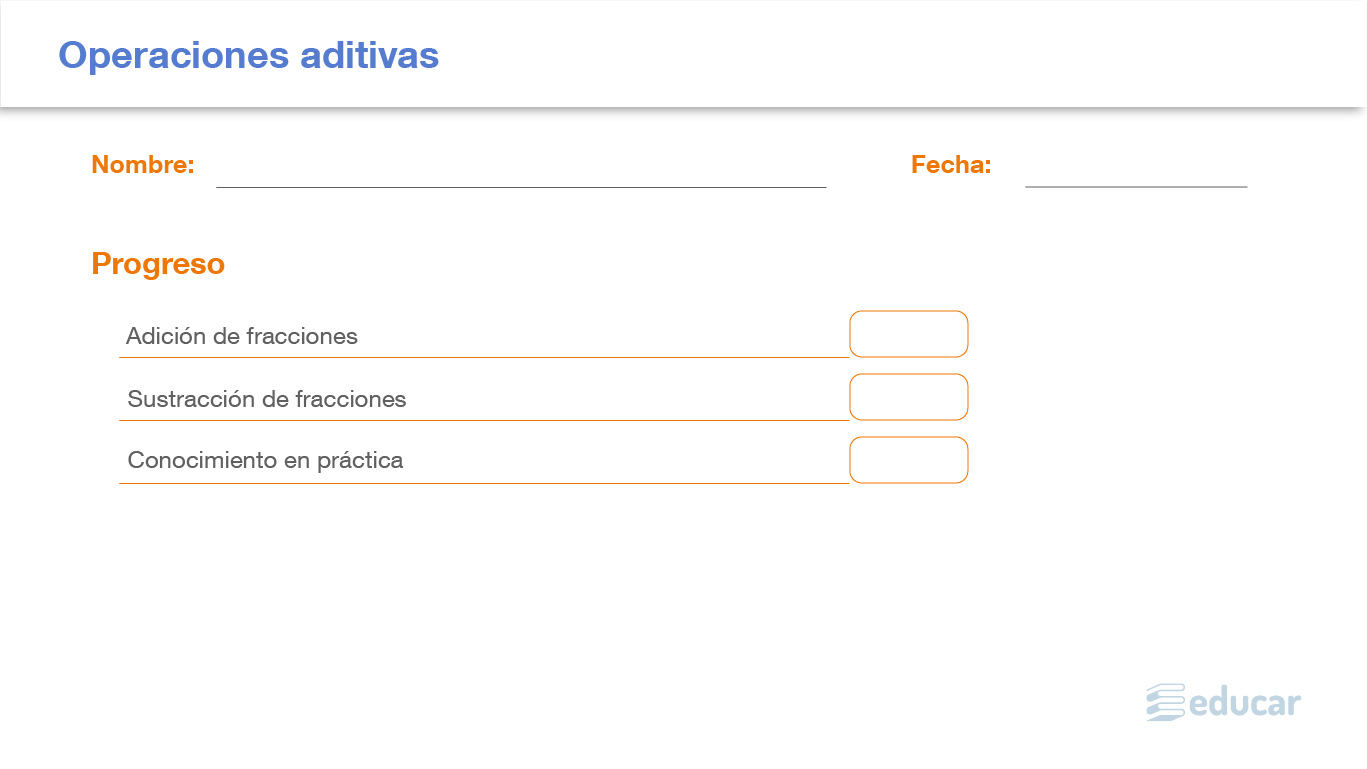 Operaciones aditivas
Nombre:
Fecha:
Progreso
Adición de fracciones
Sustracción de fracciones
Conocimiento en práctica
educar